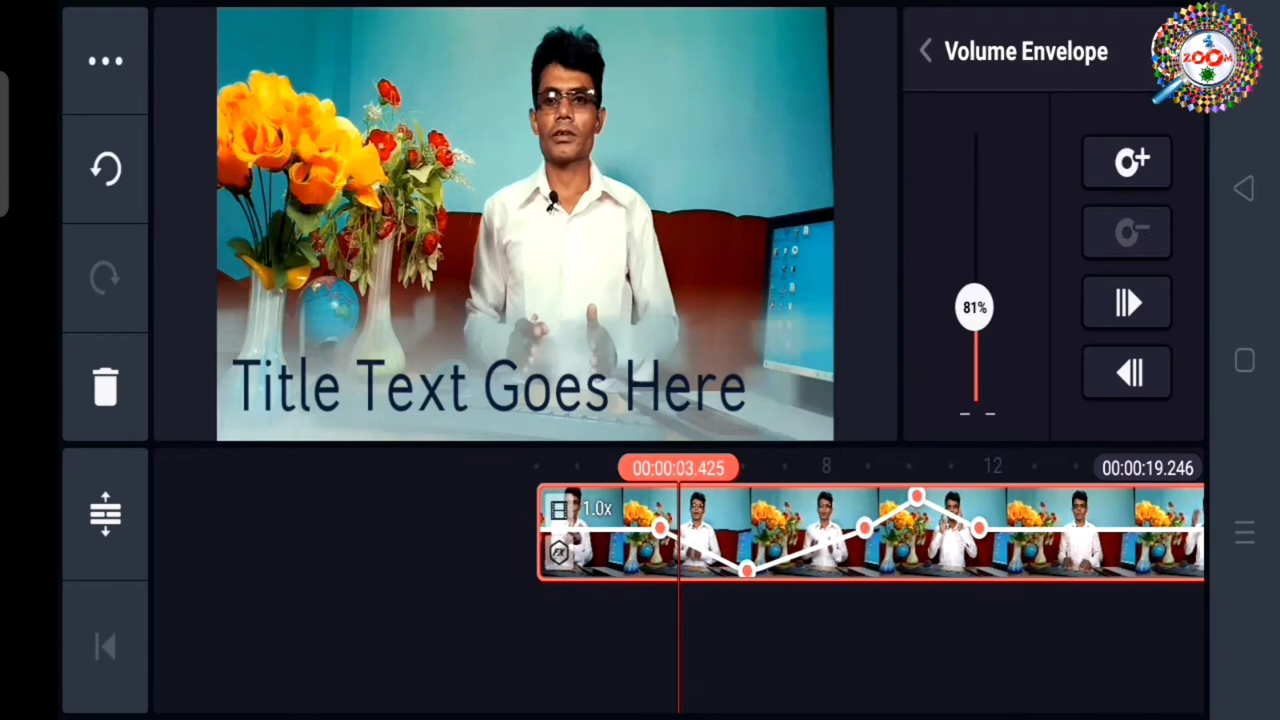 Volume Envelope
ZOOM
81%
Title Text Goes Here
00:00:03.425
8
12
00:00:19.246
1.0x
FX